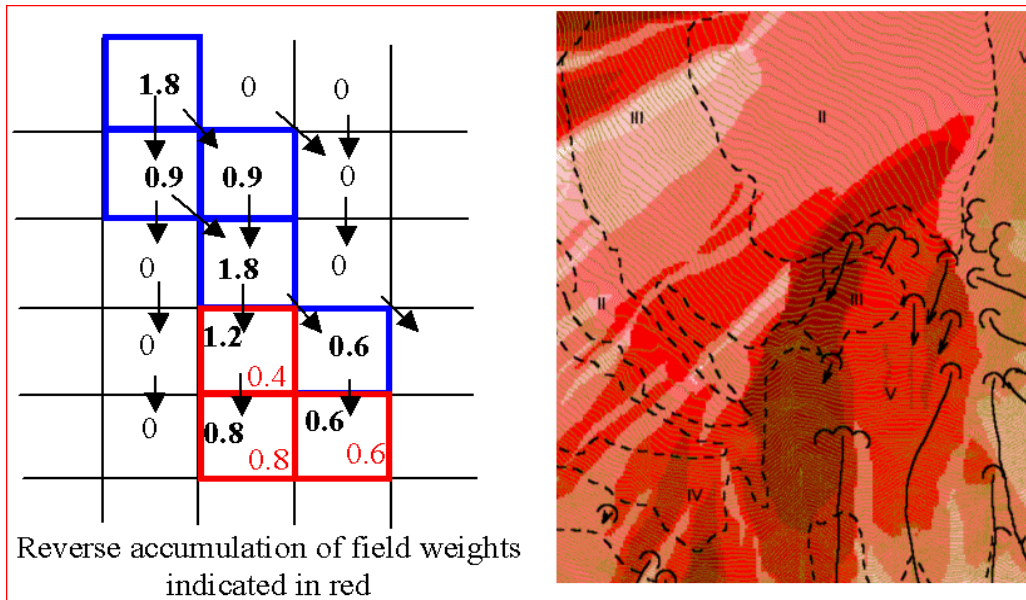 1.8 0 0
0.9 0.9 0
0 1.8 0
0 1.2 0.4 0.6
0 0.8 0.8 0.6 0.6
Reverse accumulation of field weights
indicated in red
III
II
V
II
III
V
IV